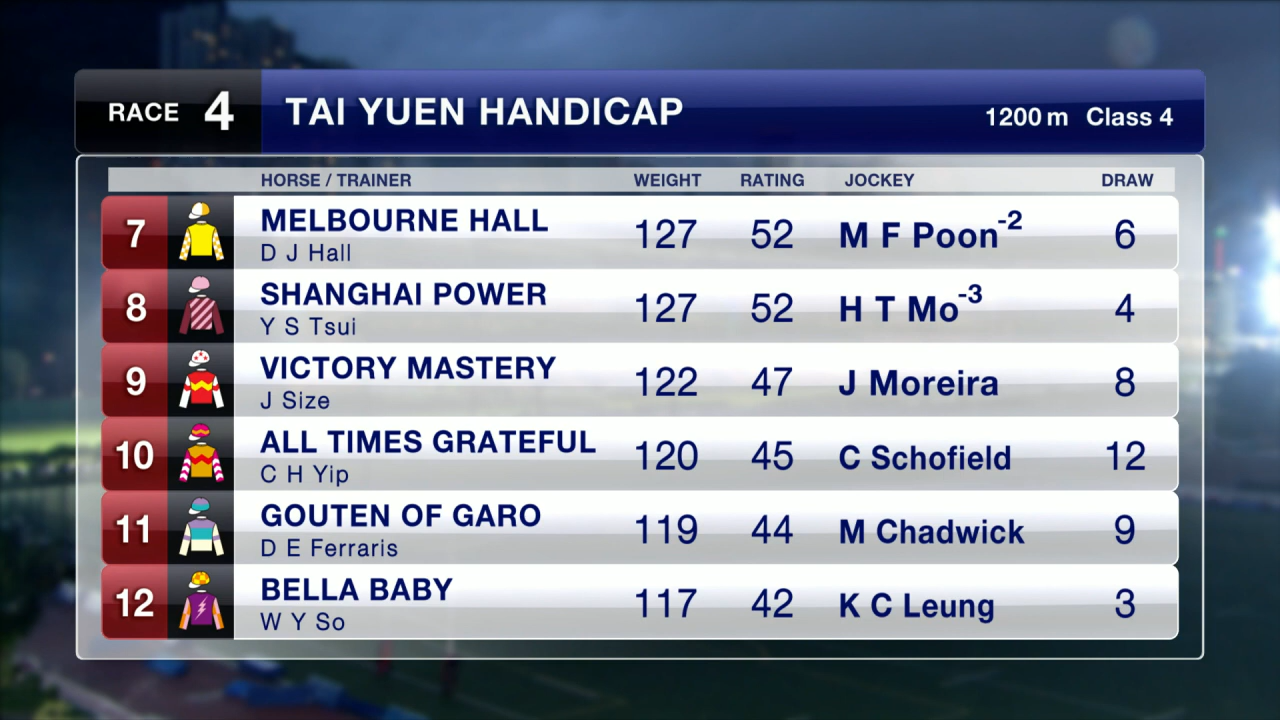 RACE 4 TAI YUEN HANDICAP 1200 m Class 4
HORSE / TRAINER WEIGHT RATING JOCKEY DRAW
7 MELBOURNE HALL 127 52 M F Poon-2 6
D J Hall
8 SHANGHAI POWER 127 52 H T Mo-3 4
Y S Tsui
9 VICTORY MASTERY 122 47 J Moreira 8
J Size
10 ALL TIMES GRATEFUL 120 45 C Schofield 12
C H Yip
11 GOUTEN OF GARO 119 44 M Chadwick 9
D E Ferraris
12 BELLA BABY 117 42 K C Leung 3
W Y So